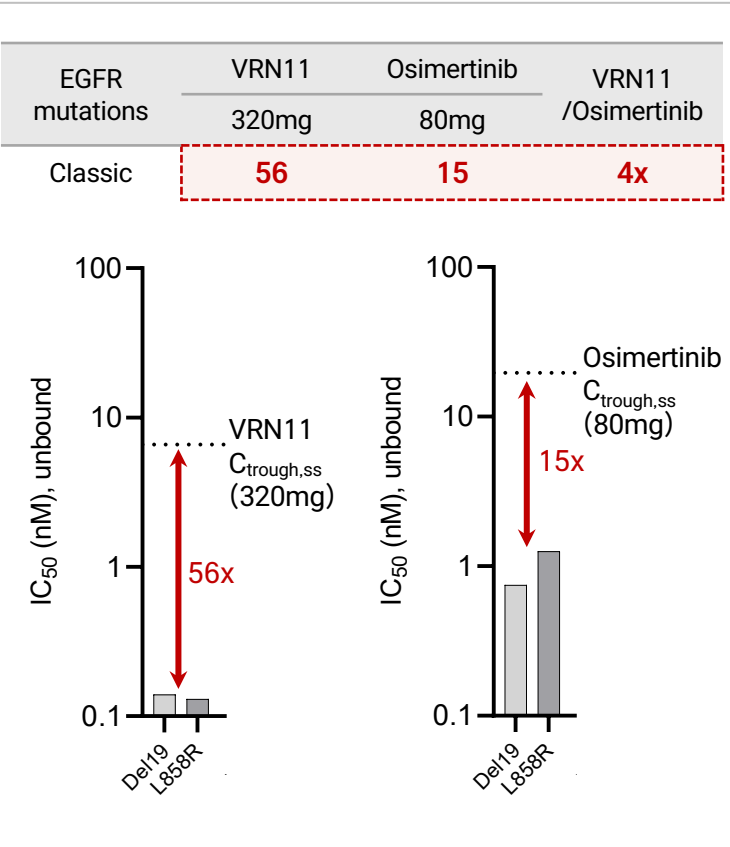 EGFR
mutations
VRN11
Osimertinib
VRN11
/Osimertinib
320mg
80mg
Classic
56
15
4x
100
10
1
0.1
IC50 (nM), unbound
VRN11
Ctrough,ss
(320mg)
56x
Del19
L858R
100
10
1
0.1
IC50 (nM), unbound
Osimertinib
Ctrough,ss
(80mg)
15x
Del19
L858R